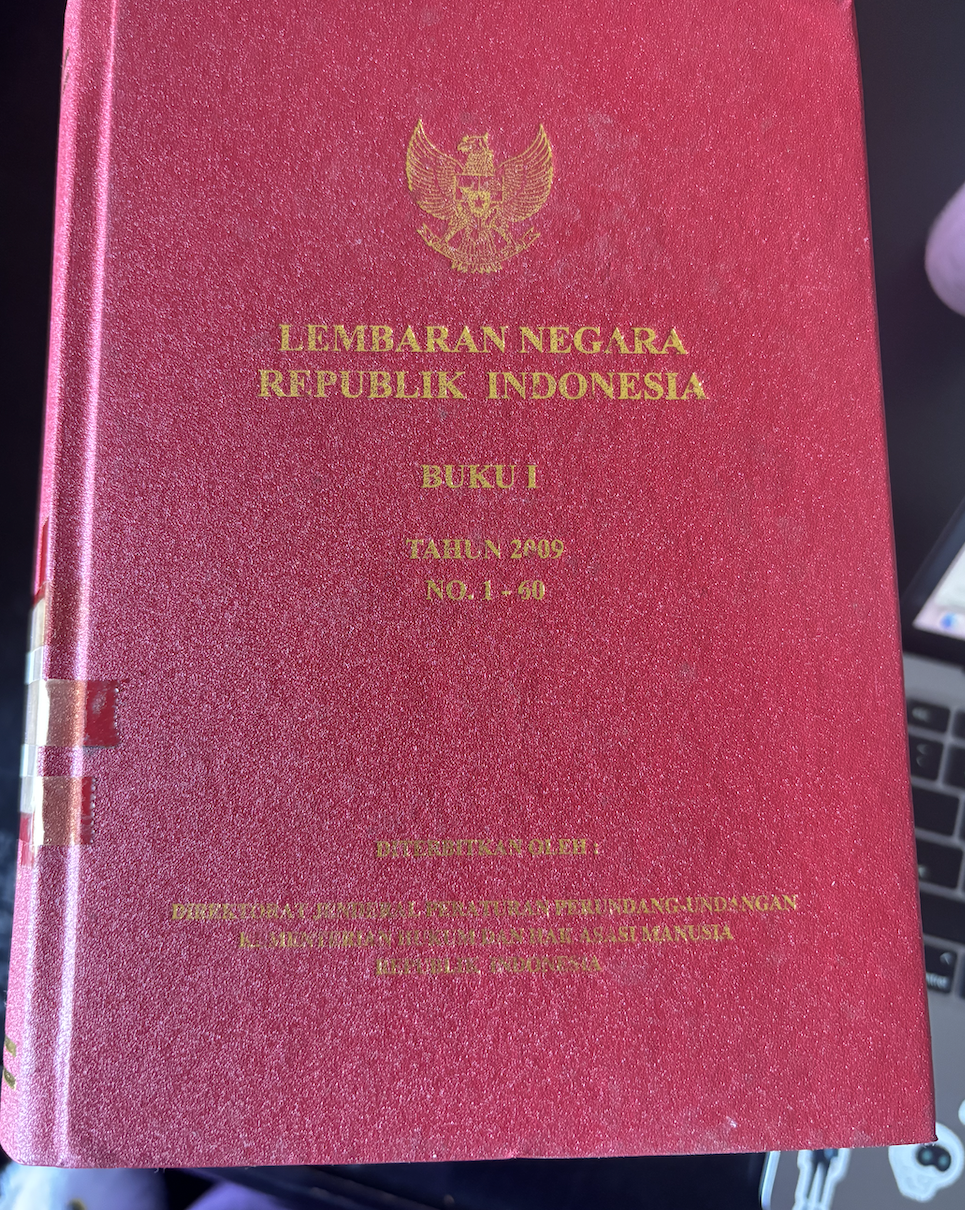 LEMBARAN NEGARA
REPUBLIK INDONESIA
BUKU I
TAHUN 2009
NO. 1 - 60
DITERBITKAN OLEH :
DIREKTORAT JENDERAL PERATURAN PERUNDANG-UNDANGAN
KEMENTERIAN HUKUM DAN HAK ASASI MANUSIA
REPUBLIK INDONESIA